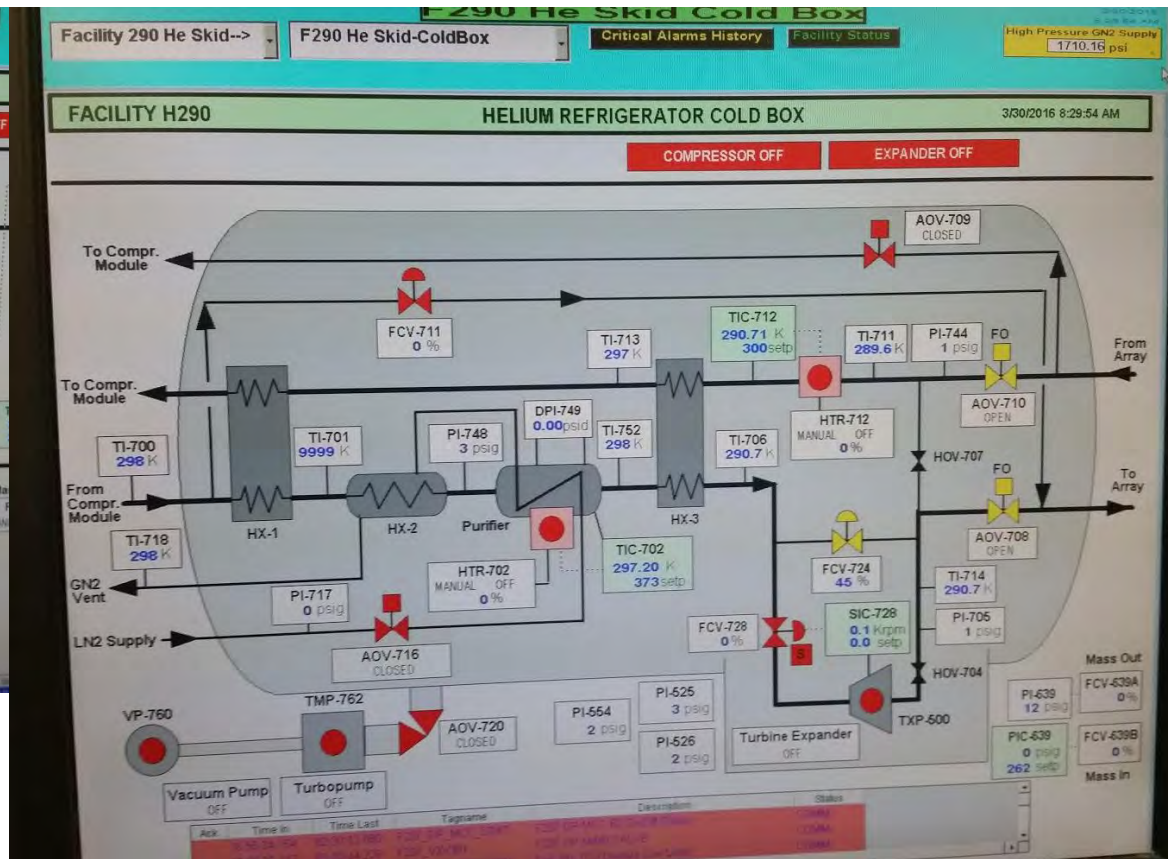 F290 He Skid Cold Box
Facility 290 He Skid-->
F290 He Skid-ColdBox
Critical Alarms History
Facility Status
High Pressure GN2 Supply
1710.16 psi
FACILITY H290
HELIUM REFRIGERATOR COLD BOX
3/30/2016 8:29:54 AM
COMPRESSOR OFF
EXPANDER OFF
AOV-709
CLOSED
To Compr.
Module
FCV-711
0 %
TI-713
297 K
TIC-712
290.71 K
300 setp
TI-711
289.6 K
PI-744
1 psig
FO
From
Array
AOV-710
OPEN
To Compr.
Module
TI-700
298 K
TI-701
9999 K
PI-748
3 psig
DPI-749
0.00 psid
TI-752
298 K
TI-706
290.7 K
HTR-712
MANUAL OFF
0 %
HOV-707
FO
To
Array
From
Compr.
Module
HX-1
HX-2
Purifier
HX-3
AOV-708
OPEN
TI-718
298 K
GN2
Vent
PI-717
0 psig
HTR-702
MANUAL OFF
0 %
TIC-702
297.20 K
373 setp
FCV-724
45 %
TI-714
290.7 K
LN2 Supply
AOV-716
CLOSED
FCV-728
0 %
S
SIC-728
0.1 Krpm
0.0 setp
PI-705
1 psig
HOV-704
VP-760
TMP-762
AOV-720
CLOSED
PI-554
2 psig
PI-525
3 psig
PI-526
2 psig
Turbine Expander
OFF
TXP-500
Mass Out
PI-639
12 psig
FCV-639A
0 %
PIC-639
0 psig
262 setp
FCV-639B
0 %
Mass In
Vacuum Pump
OFF
Turbopump
OFF
Ack
Time In
Time Last
Tagname
Description
Status